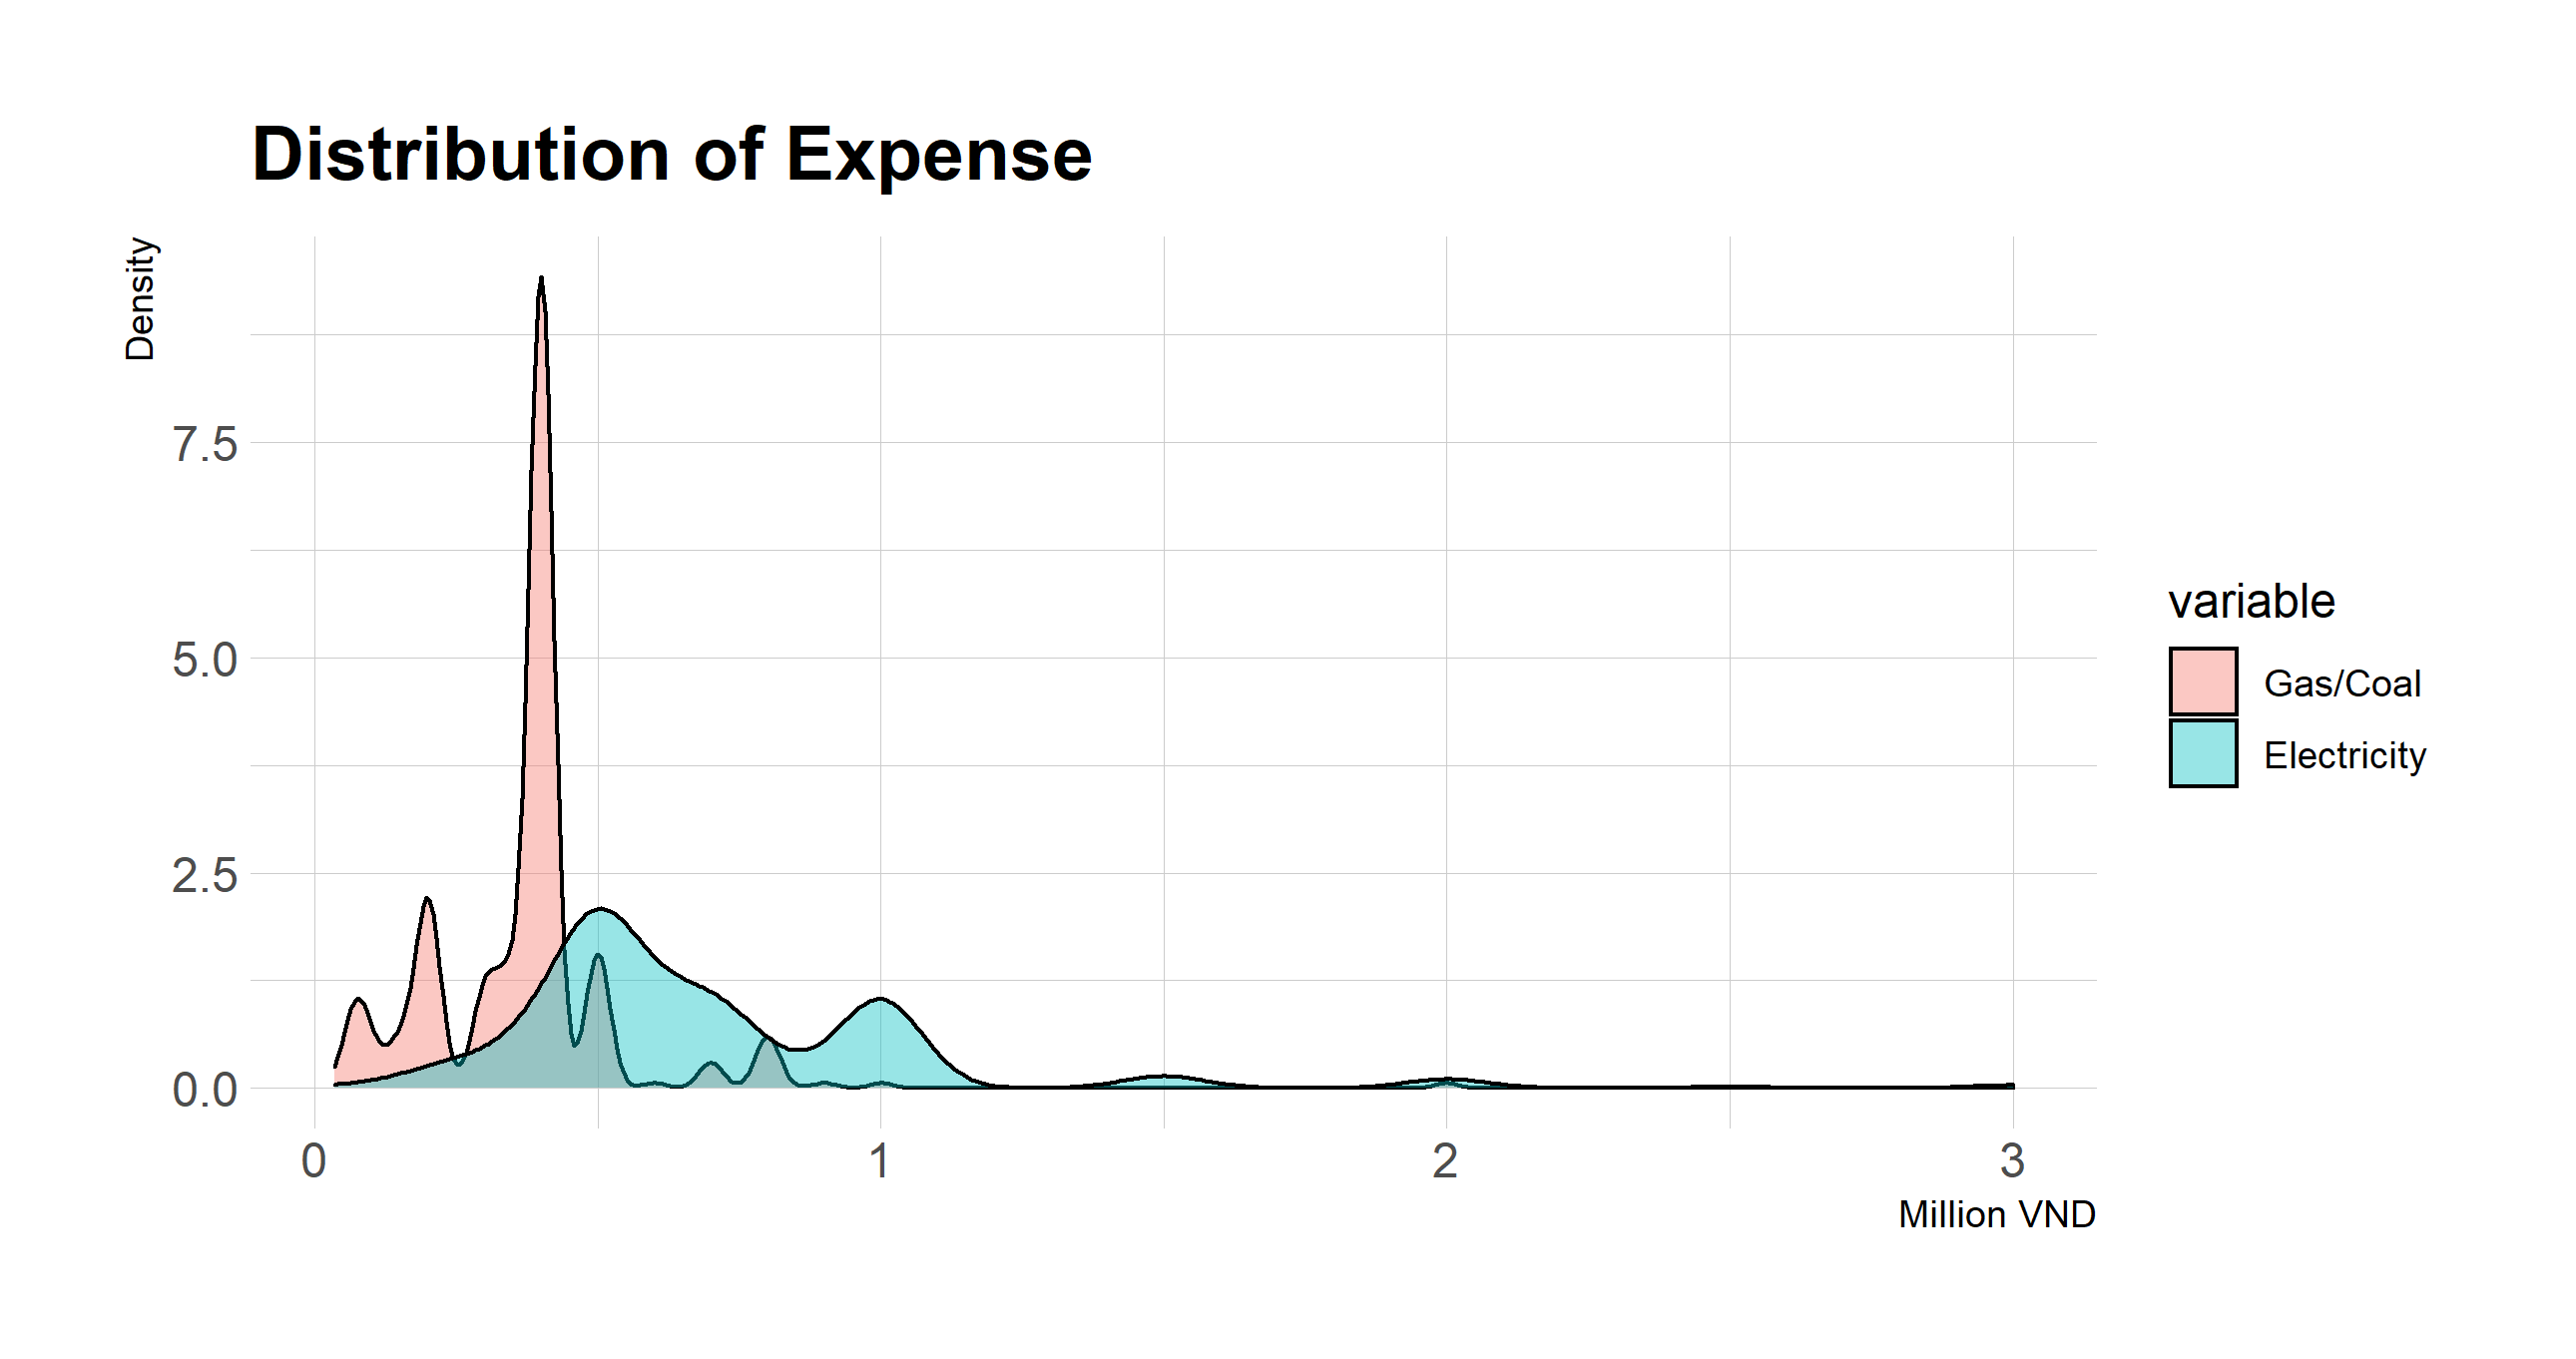 Distribution of Expense
Density
7.5
5.0
2.5
0.0
0
1
2
3
Million VND
variable
Gas/Coal
Electricity